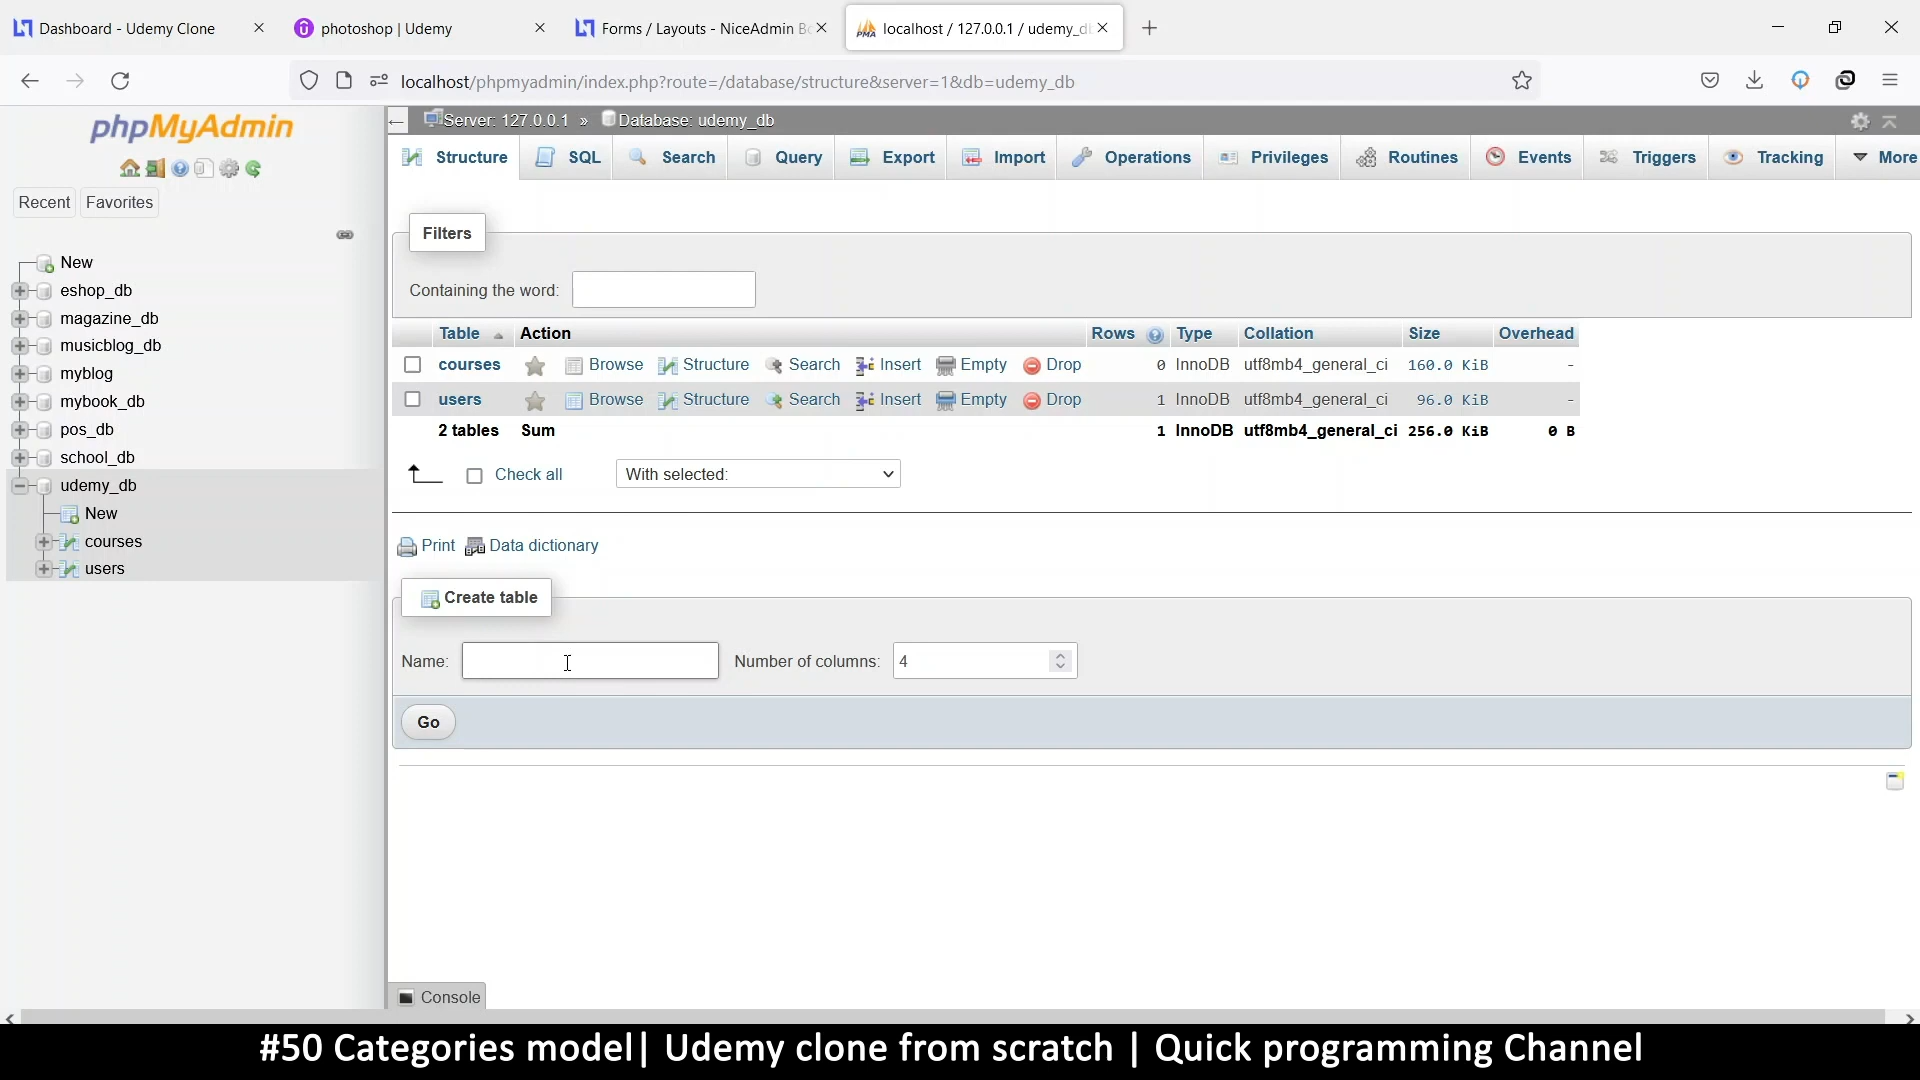 Dashboard - Udemy Clone
photoshop | Udemy
Forms / Layouts - NiceAdmin Bo
localhost / 127.0.0.1 / udemy_d
localhost/phpmyadmin/index.php?route=/database/structure&server=1&db=udemy_db
phpMyAdmin
Recent
Favorites
New
eshop_db
magazine_db
musicblog_db
myblog
mybook_db
pos_db
school_db
udemy_db
New
courses
users
Server: 127.0.0.1 » Database: udemy_db
Structure SQL Search Query Export Import Operations Privileges Routines Events Triggers Tracking More
Filters
Containing the word:
Table Action Rows Type Collation Size Overhead
courses Browse Structure Search Insert Empty Drop 0 InnoDB utf8mb4_general_ci 160.0 KiB -
users Browse Structure Search Insert Empty Drop 1 InnoDB utf8mb4_general_ci 96.0 KiB -
2 tables Sum 1 InnoDB utf8mb4_general_ci 256.0 KiB 0 B
Check all With selected:
Print Data dictionary
Create table
Name: Number of columns: 4
Go
Console
#50 Categories model| Udemy clone from scratch | Quick programming Channel